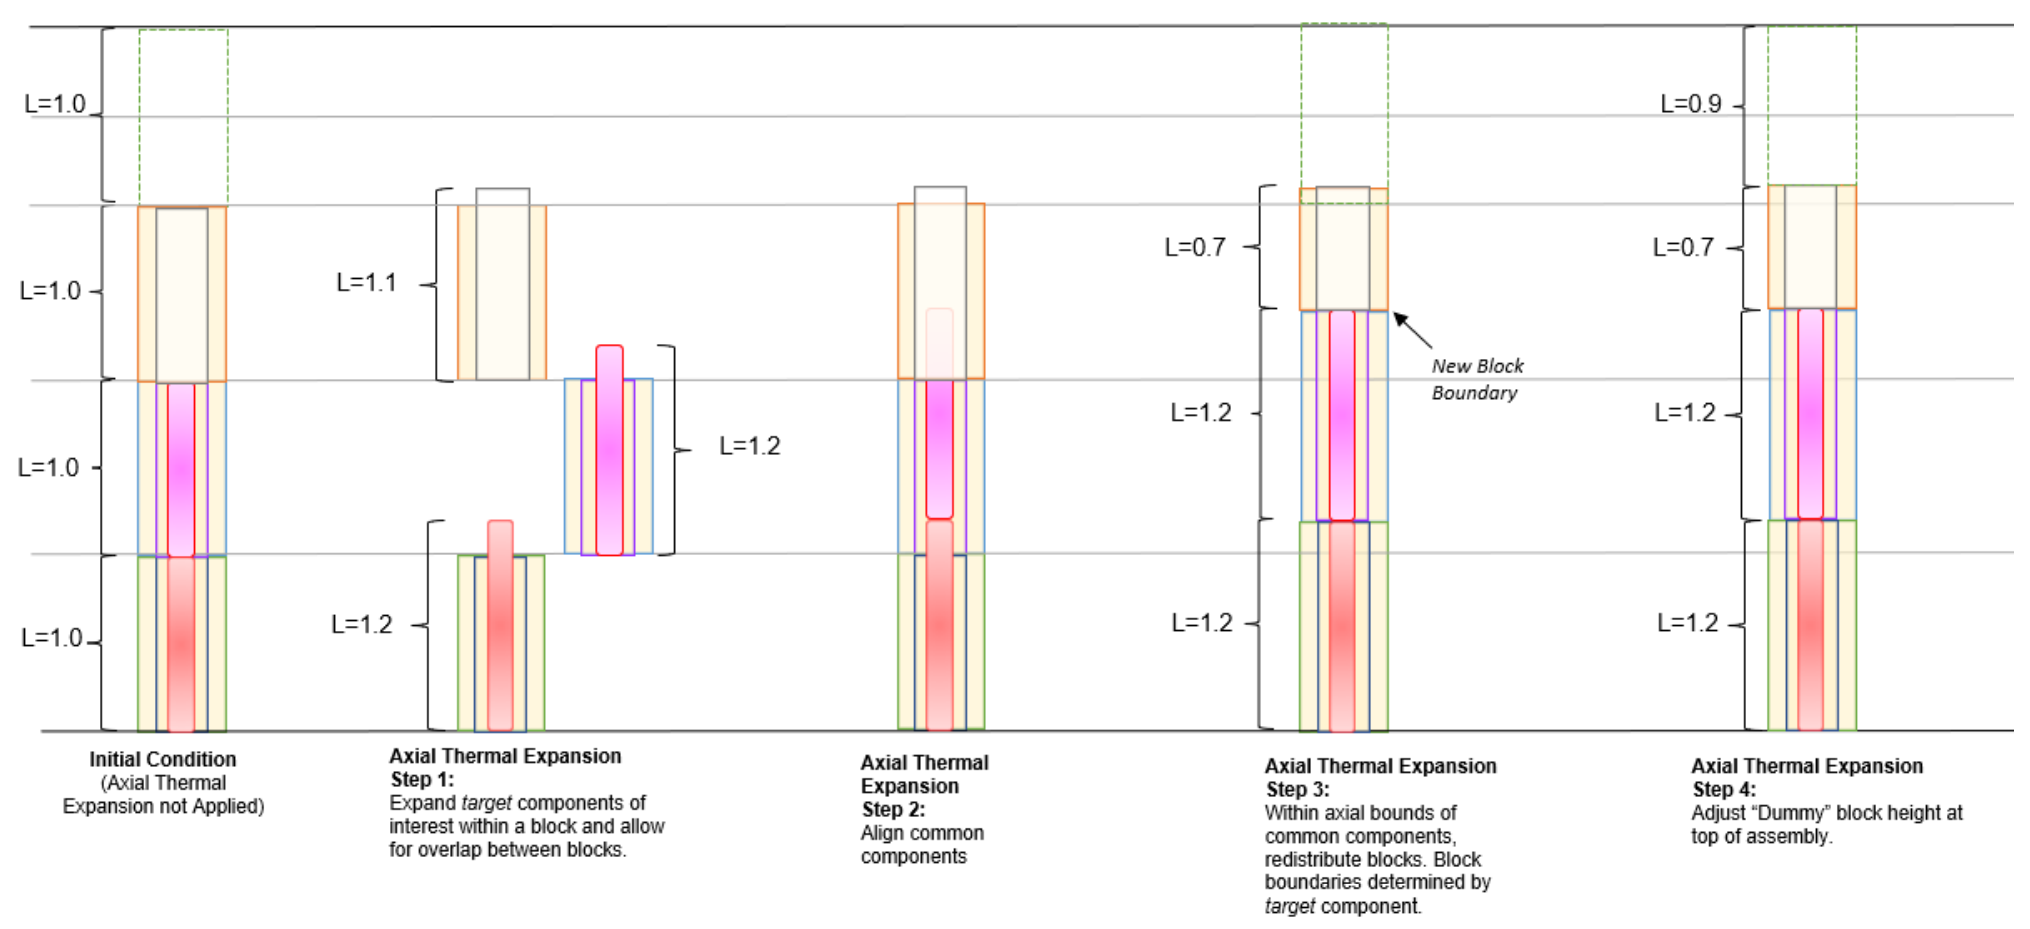 L=1.0
L=1.0
L=1.0
L=1.0
Initial Condition
(Axial Thermal
Expansion not Applied)
L=1.1
L=1.2
L=1.2
Axial Thermal Expansion
Step 1:
Expand target components of
interest within a block and allow
for overlap between blocks.
Axial Thermal
Expansion
Step 2:
Align common
components
L=0.7
L=1.2
L=1.2
New Block
Boundary
Axial Thermal Expansion
Step 3:
Within axial bounds of
common components,
redistribute blocks. Block
boundaries determined by
target component.
L=0.9
L=0.7
L=1.2
L=1.2
Axial Thermal Expansion
Step 4:
Adjust “Dummy” block height at
top of assembly.